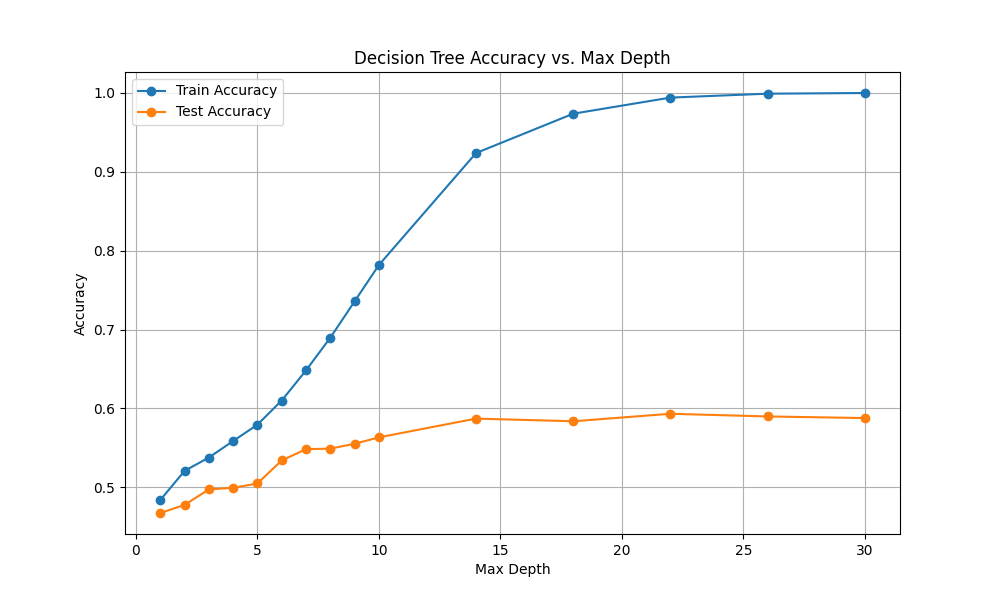 Decision Tree Accuracy vs. Max Depth
Train Accuracy
Test Accuracy
Accuracy
1.0
0.9
0.8
0.7
0.6
0.5
0 5 10 15 20 25 30
Max Depth